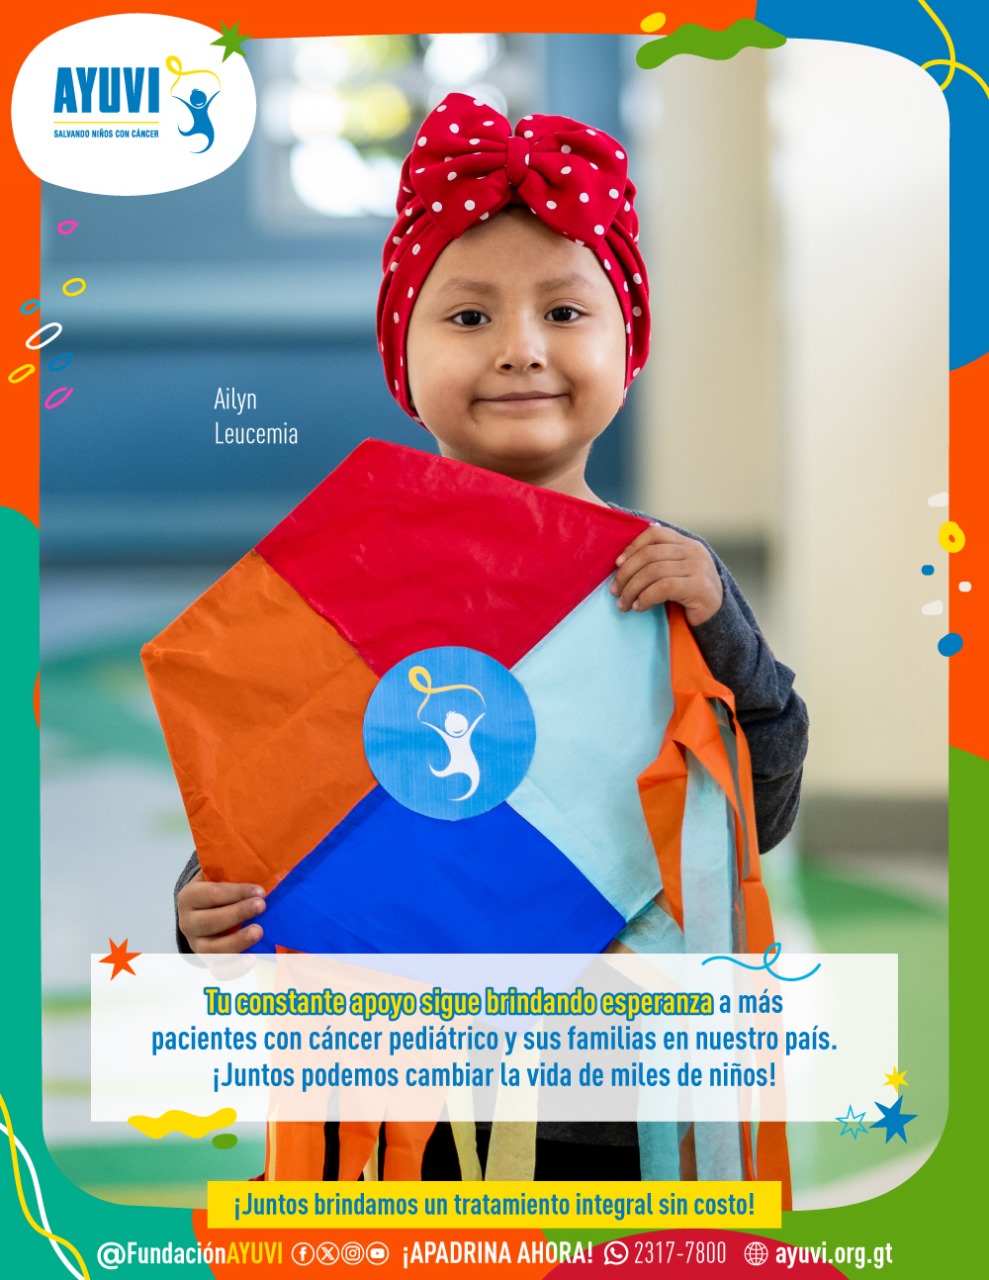 AYUVI
SALVANDO NIÑOS CON CÁNCER
Ailyn
Leucemia
Tu constante apoyo sigue brindando esperanza a más
pacientes con cáncer pediátrico y sus familias en nuestro país.
¡Juntos podemos cambiar la vida de miles de niños!
¡Juntos brindamos un tratamiento integral sin costo!
@FundaciónAYUVI ¡APADRINA AHORA! 2317-7800 ayuvi.org.gt